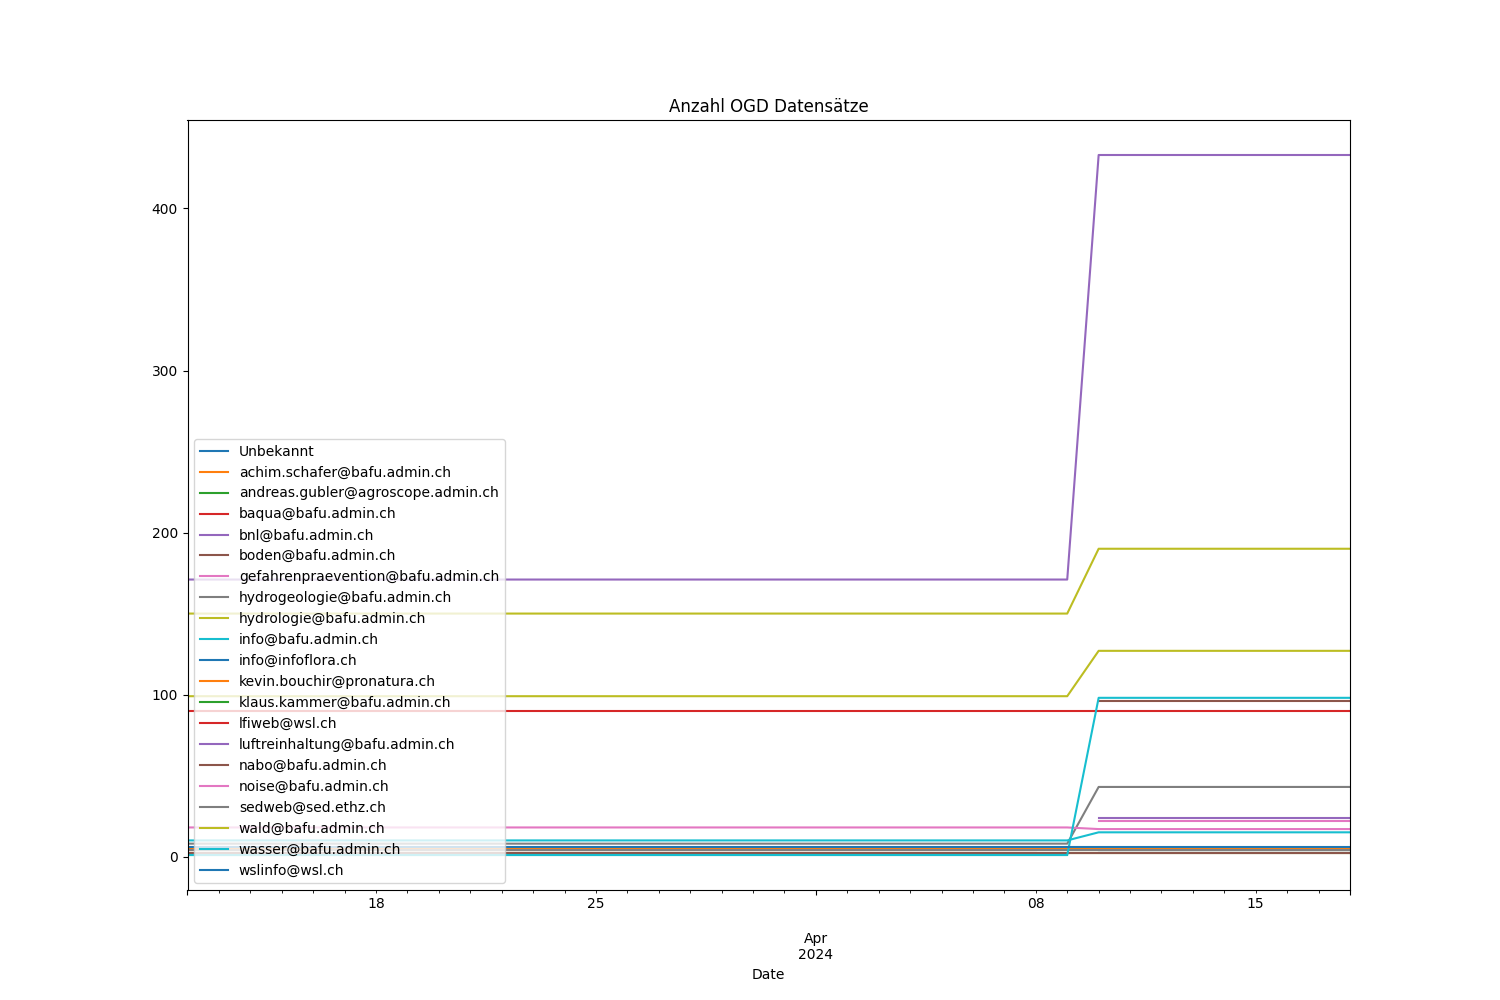 Anzahl OGD Datensätze
400
300
200
100
0
Unbekannt
achim.schafer@bafu.admin.ch
andreas.gubler@agroscope.admin.ch
baqua@bafu.admin.ch
bnl@bafu.admin.ch
boden@bafu.admin.ch
gefahrenpraevention@bafu.admin.ch
hydrogeologie@bafu.admin.ch
hydrologie@bafu.admin.ch
info@bafu.admin.ch
info@infoflora.ch
kevin.bouchir@pronatura.ch
klaus.kammer@bafu.admin.ch
lfiweb@wsl.ch
luftreinhaltung@bafu.admin.ch
nabo@bafu.admin.ch
noise@bafu.admin.ch
sedweb@sed.ethz.ch
wald@bafu.admin.ch
wasser@bafu.admin.ch
wslinfo@wsl.ch
18 25 08 15
Apr
2024
Date